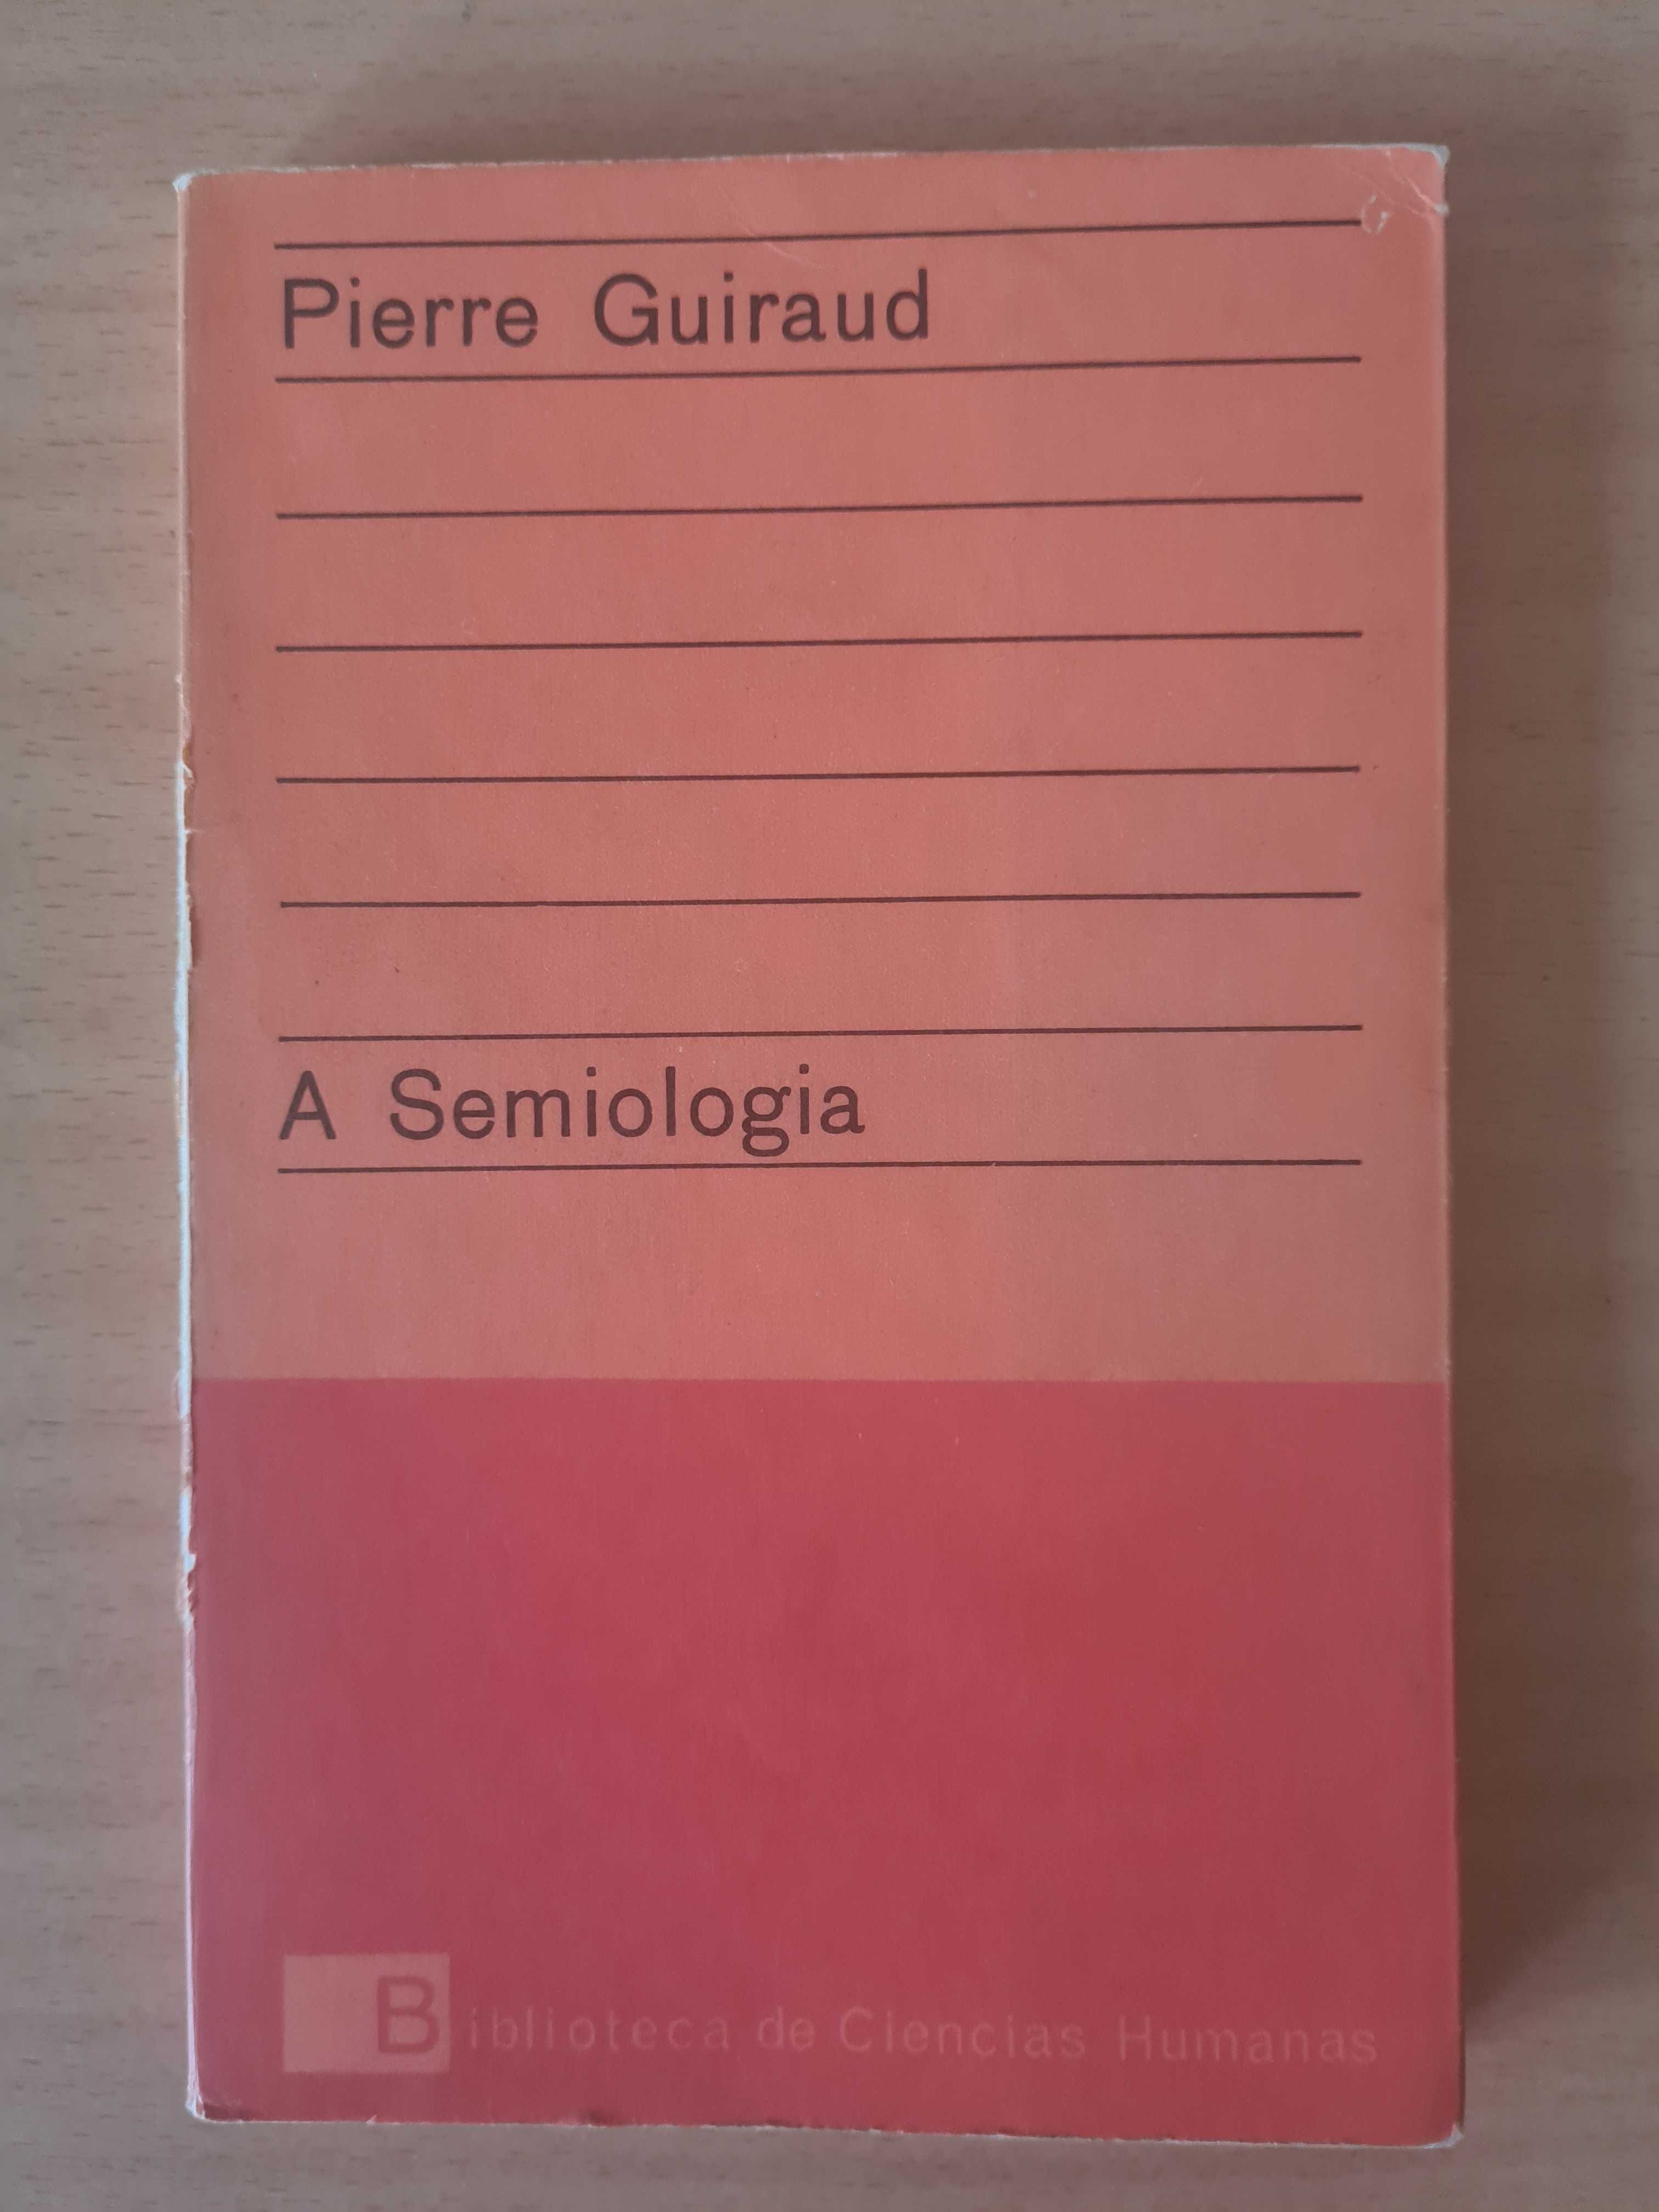 Pierre Guiraud
A Semiologia
Biblioteca de Ciencias Humanas